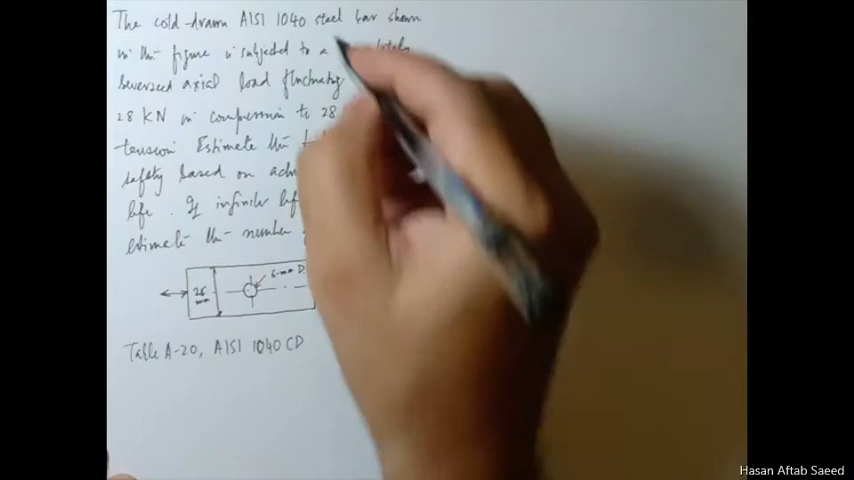 The cold-drawn AISI 1040 steel bar shown
in the figure is subjected to a
reversed axial load fluctuating
28 KN in compression to 28
tension. Estimate the
safety based on
life. If infinite
estimate the number
6-mm D
26
mm
Table A-20, AISI 1040 CD
Hasan Aftab Saeed